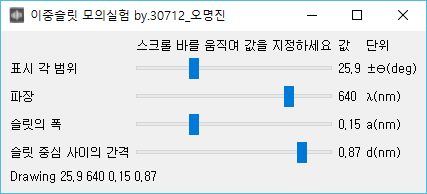 이중슬릿 모의실험 by.30712_오명진
스크롤 바를 움직여 값을 지정하세요 값 단위
표시 각 범위 25.9 ±⊖(deg)
파장 640 λ(nm)
슬릿의 폭 0.15 a(nm)
슬릿 중심 사이의 간격 0.87 d(nm)
Drawing 25.9 640 0.15 0.87